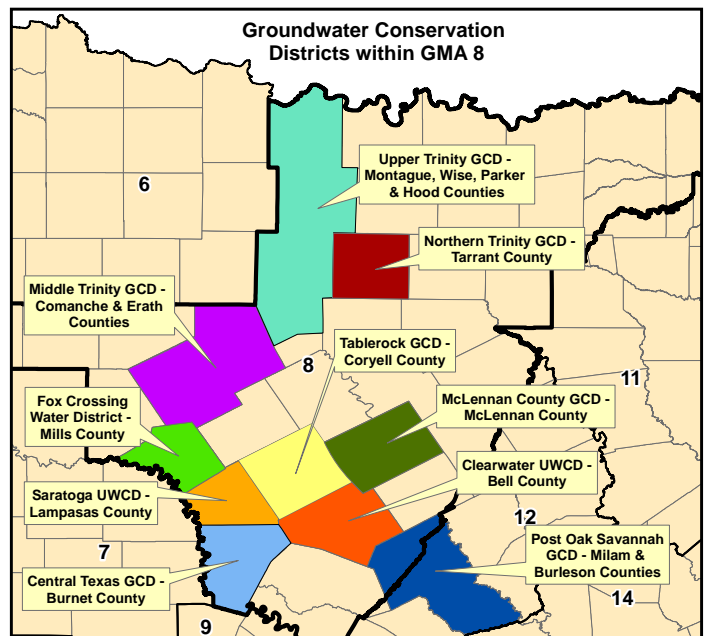 Groundwater Conservation
Districts within GMA 8
Upper Trinity GCD -
Montague, Wise, Parker
& Hood Counties
6
Northern Trinity GCD -
Tarrant County
Middle Trinity GCD -
Comanche & Erath
Counties
Tablerock GCD -
Coryell County
8
11
Fox Crossing
Water District -
Mills County
McLennan County GCD -
McLennan County
Clearwater UWCD -
Bell County
Saratoga UWCD -
Lampasas County
12
7
Post Oak Savannah
GCD - Milam &
Burleson Counties
Central Texas GCD -
Burnet County
14
9